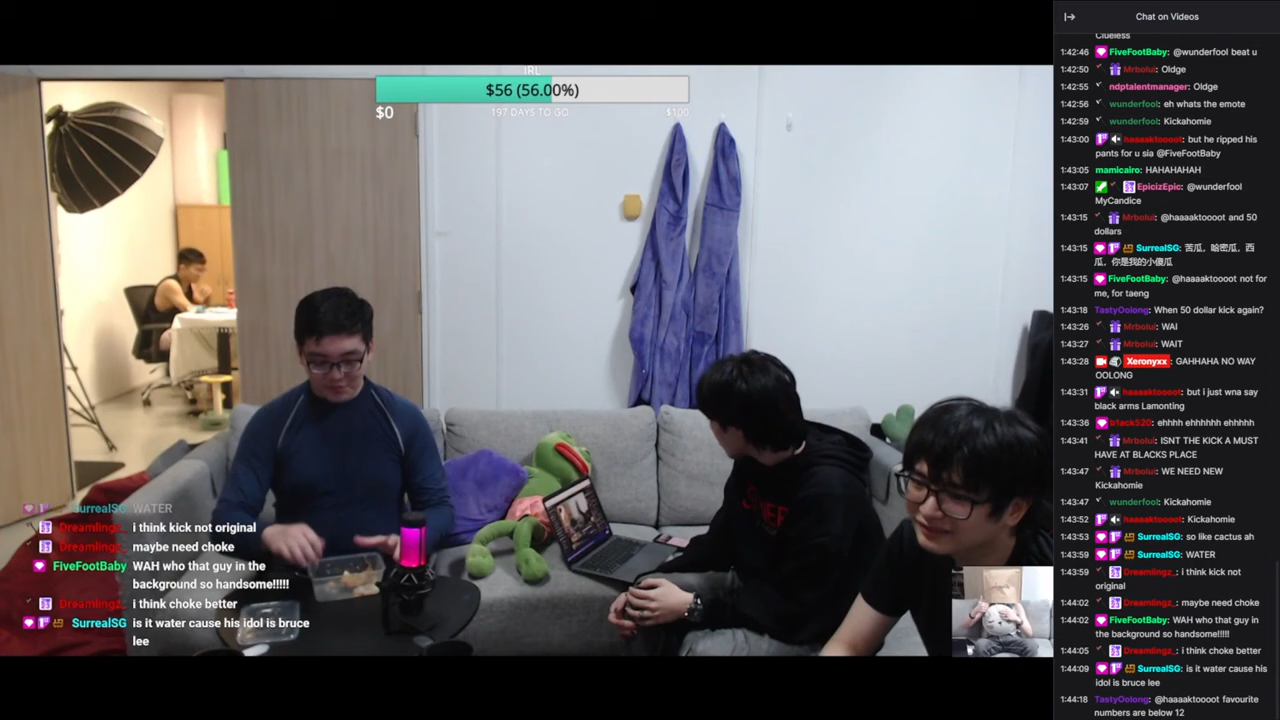 Chat on Videos
Clueless
1:42:46 FiveFootBaby: @wunderfool beat u
1:42:50 Mrbolui: Oldge
1:42:55 ndptalentmanager: Oldge
1:42:56 wunderfool: eh whats the emote
1:42:59 wunderfool: Kickahomie
1:43:00 haaaktoooot: but he ripped his
pants for u sia @FiveFootBaby
1:43:05 mamicairo: HAHAHAHAH
1:43:07 EpicizEpic: @wunderfool
MyCandice
1:43:15 Mrbolui: @haaaktoooot and 50
dollars
1:43:15 SurrealSG: 苦瓜，哈密瓜，西
瓜，你是我的小傻瓜
1:43:15 FiveFootBaby: @haaaktoooot not for
me, for taeng
1:43:18 TastyOolong: When 50 dollar kick again?
1:43:26 Mrbolui: WAI
1:43:27 Mrbolui: WAIT
1:43:28 Xeronyxx: GAHHAHA NO WAY
OOLONG
1:43:31 haaaktoooot: but i just wna say
black arms Lamonting
1:43:36 b1ack520: ehhhh ehhhhhh ehhhhh
1:43:41 Mrbolui: ISNT THE KICK A MUST
HAVE AT BLACKS PLACE
1:43:47 Mrbolui: WE NEED NEW
Kickahomie
1:43:47 wunderfool: Kickahomie
1:43:52 haaaktoooot: Kickahomie
1:43:53 SurrealSG: so like cactus ah
1:43:59 SurrealSG: WATER
1:43:59 Dreamlingz_: i think kick not
original
1:44:02 Dreamlingz_: maybe need choke
1:44:02 FiveFootBaby: WAH who that guy in
the background so handsome!!!!!
1:44:05 Dreamlingz_: i think choke better
1:44:09 SurrealSG: is it water cause his
idol is bruce lee
1:44:18 TastyOolong: @haaaktoooot favourite
numbers are below 12
IRL
$56 (56.00%)
$0 197 DAYS TO GO $100
SurrealSG WATER
Dreamlingz_ i think kick not original
Dreamlingz_ maybe need choke
FiveFootBaby WAH who that guy in the
background so handsome!!!!!
Dreamlingz_ i think choke better
SurrealSG is it water cause his idol is bruce
lee